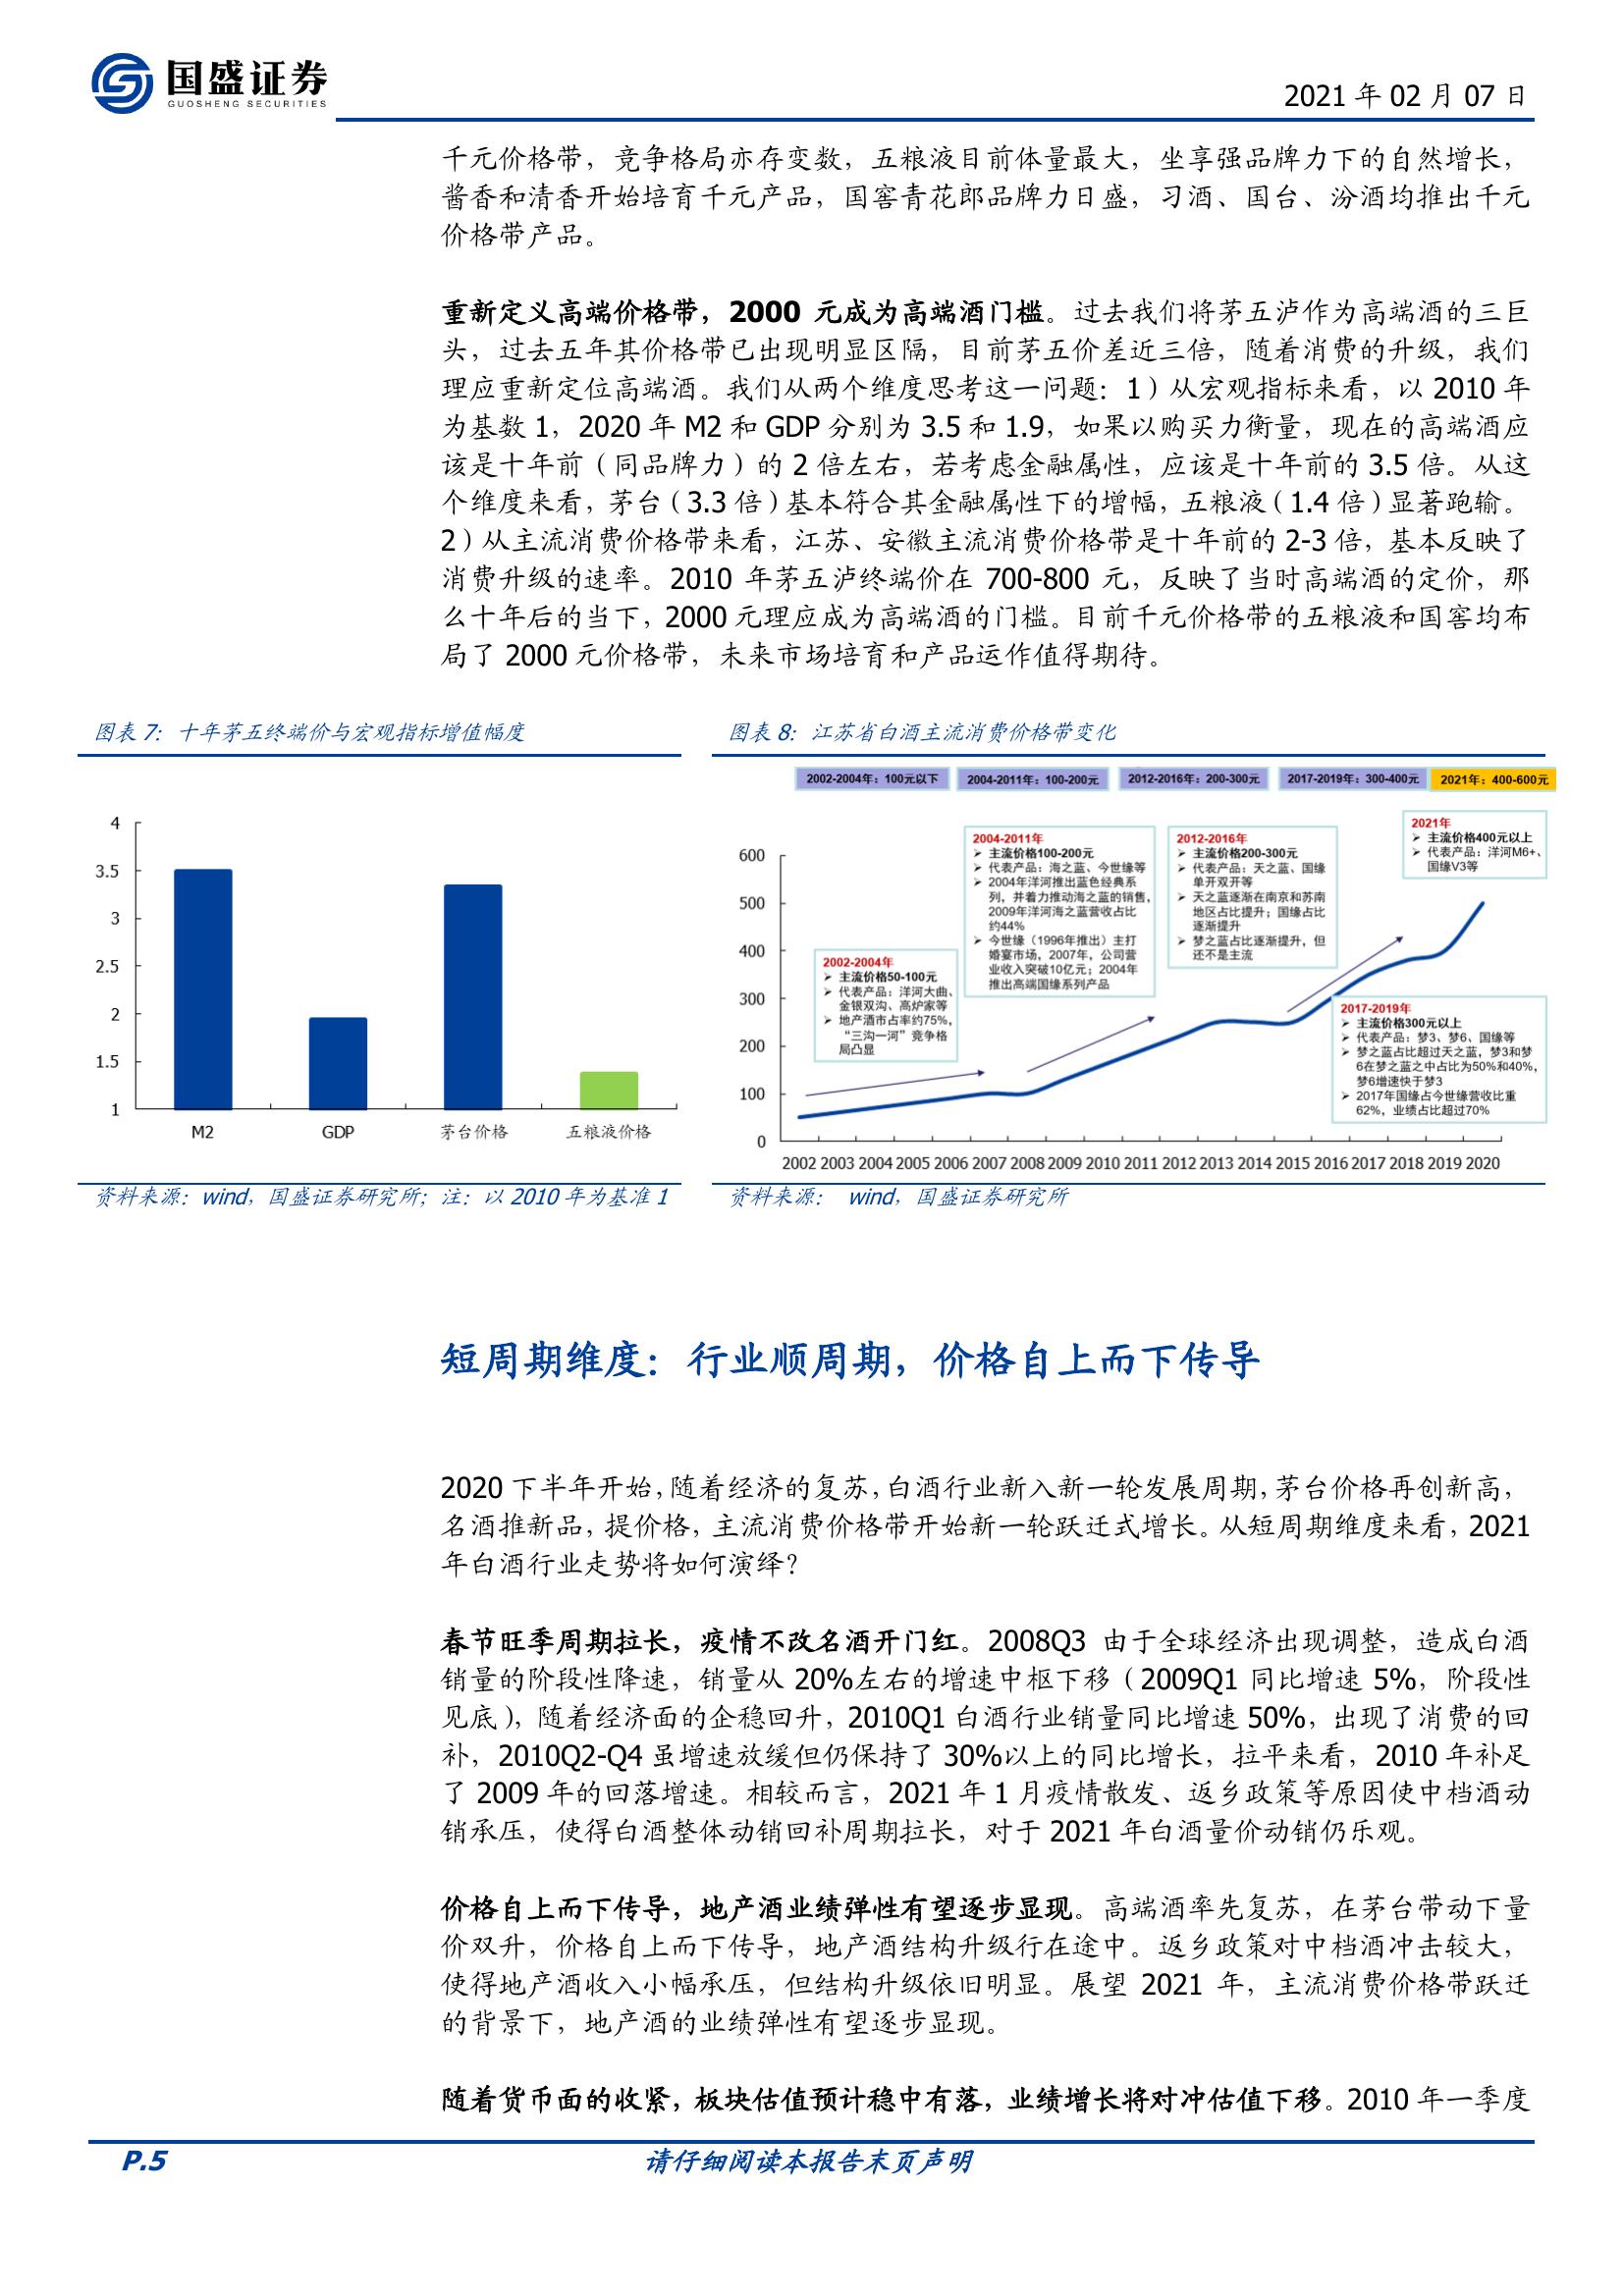 国盛证券
GUOSHENG SECURITIES
2021 年 02 月 07 日
千元价格带，竞争格局亦存变数，五粮液目前体量最大，坐享强品牌力下的自然增长，
酱香和清香开始培育千元产品，国窖青花郎品牌力日盛，习酒、国台、汾酒均推出千元
价格带产品。
重新定义高端价格带，2000 元成为高端酒门槛。过去我们将茅五泸作为高端酒的三巨
头，过去五年其价格带已出现明显区隔，目前茅五价差近三倍，随着消费的升级，我们
理应重新定位高端酒。我们从两个维度思考这一问题：1）从宏观指标来看，以 2010 年
为基数 1，2020 年 M2 和 GDP 分别为 3.5 和 1.9，如果以购买力衡量，现在的高端酒应
该是十年前（同品牌力）的 2 倍左右，若考虑金融属性，应该是十年前的 3.5 倍。从这
个维度来看，茅台（3.3 倍）基本符合其金融属性下的增幅，五粮液（1.4 倍）显著跑输。
2）从主流消费价格带来看，江苏、安徽主流消费价格带是十年前的 2-3 倍，基本反映了
消费升级的速率。2010 年茅五泸终端价在 700-800 元，反映了当时高端酒的定价，那
么十年后的当下，2000 元理应成为高端酒的门槛。目前千元价格带的五粮液和国窖均布
局了 2000 元价格带，未来市场培育和产品运作值得期待。
图表 7：十年茅五终端价与宏观指标增值幅度
4
3.5
3
2.5
2
1.5
1
M2 GDP 茅台价格 五粮液价格
资料来源：wind，国盛证券研究所；注：以 2010 年为基准 1
图表 8：江苏省白酒主流消费价格带变化
2002-2004年：100元以下 2004-2011年：100-200元 2012-2016年：200-300元 2017-2019年：300-400元 2021年：400-600元
600
500
400
300
200
100
0
2002-2004年
➢ 主流价格50-100元
➢ 代表产品：洋河大曲、
金银双沟、高炉家等
➢ 地产酒市占率约75%，
“三沟一河”竞争格
局凸显
2004-2011年
➢ 主流价格100-200元
➢ 代表产品：海之蓝、今世缘等
➢ 2004年洋河推出蓝色经典系
列，并着力推动海之蓝的销售，
2009年洋河海之蓝营收占比
约44%
➢ 今世缘（1996年推出）主打
婚宴市场，2007年，公司营
业收入突破10亿元；2004年
推出高端国缘系列产品
2012-2016年
➢ 主流价格200-300元
➢ 代表产品：天之蓝、国缘
单开双开等
➢ 天之蓝逐渐在南京和苏南
地区占比提升；国缘占比
逐渐提升
➢ 梦之蓝占比逐渐提升，但
还不是主流
2021年
➢ 主流价格400元以上
➢ 代表产品：洋河M6+、
国缘V3等
2017-2019年
➢ 主流价格300元以上
➢ 代表产品：梦3、梦6、国缘等
➢ 梦之蓝占比超过天之蓝，梦3和梦
6在梦之蓝之中占比为50%和40%，
梦6增速快于梦3
➢ 2017年国缘占今世缘营收比重
62%，业绩占比超过70%
2002 2003 2004 2005 2006 2007 2008 2009 2010 2011 2012 2013 2014 2015 2016 2017 2018 2019 2020
资料来源： wind，国盛证券研究所
短周期维度：行业顺周期，价格自上而下传导
2020 下半年开始，随着经济的复苏，白酒行业新入新一轮发展周期，茅台价格再创新高，
名酒推新品，提价格，主流消费价格带开始新一轮跃迁式增长。从短周期维度来看，2021
年白酒行业走势将如何演绎？
春节旺季周期拉长，疫情不改名酒开门红。2008Q3 由于全球经济出现调整，造成白酒
销量的阶段性降速，销量从 20%左右的增速中枢下移（2009Q1 同比增速 5%，阶段性
见底），随着经济面的企稳回升，2010Q1 白酒行业销量同比增速 50%，出现了消费的回
补，2010Q2-Q4 虽增速放缓但仍保持了 30%以上的同比增长，拉平来看，2010 年补足
了 2009 年的回落增速。相较而言，2021 年 1 月疫情散发、返乡政策等原因使中档酒动
销承压，使得白酒整体动销回补周期拉长，对于 2021 年白酒量价动销仍乐观。
价格自上而下传导，地产酒业绩弹性有望逐步显现。高端酒率先复苏，在茅台带动下量
价双升，价格自上而下传导，地产酒结构升级行在途中。返乡政策对中档酒冲击较大，
使得地产酒收入小幅承压，但结构升级依旧明显。展望 2021 年，主流消费价格带跃迁
的背景下，地产酒的业绩弹性有望逐步显现。
随着货币面的收紧，板块估值预计稳中有落，业绩增长将对冲估值下移。2010 年一季度
P.5
请仔细阅读本报告末页声明